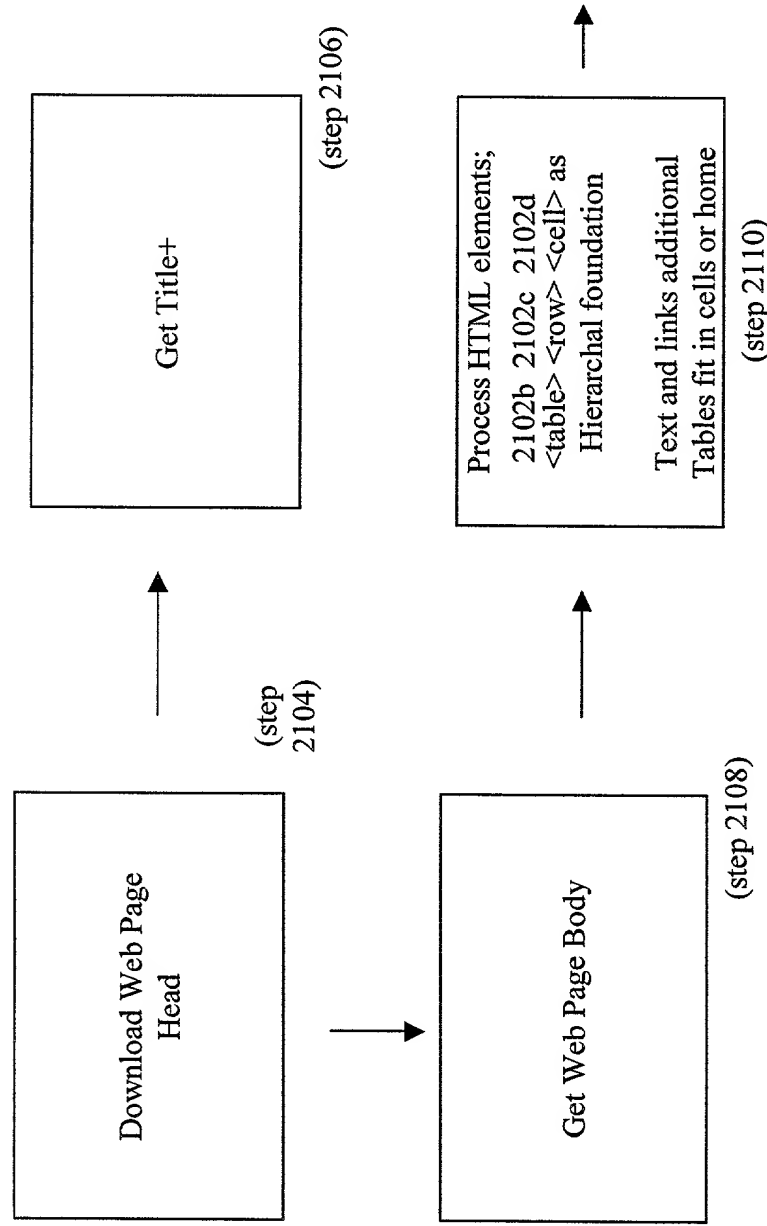 Download Web Page
Head
(step
2104)
Get Title+
(step 2106)
Get Web Page Body
(step 2108)
Process HTML elements;
2102b 2102c 2102d
<table> <row> <cell> as
Hierarchal foundation
Text and links additional
Tables fit in cells or home
(step 2110)